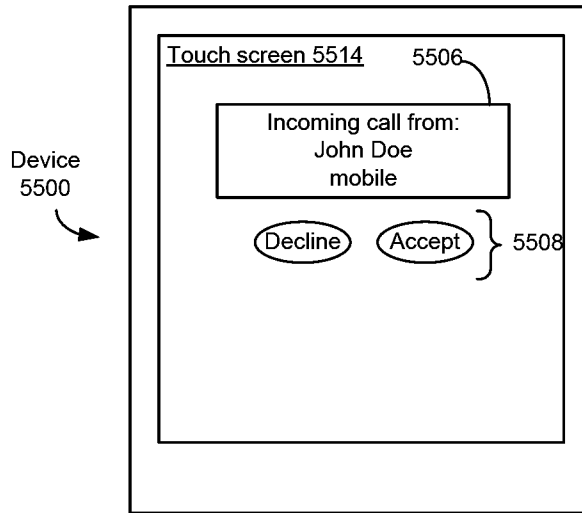 Touch screen 5514
5506
Incoming call from:
John Doe
mobile
Device
5500
Decline
Accept
5508